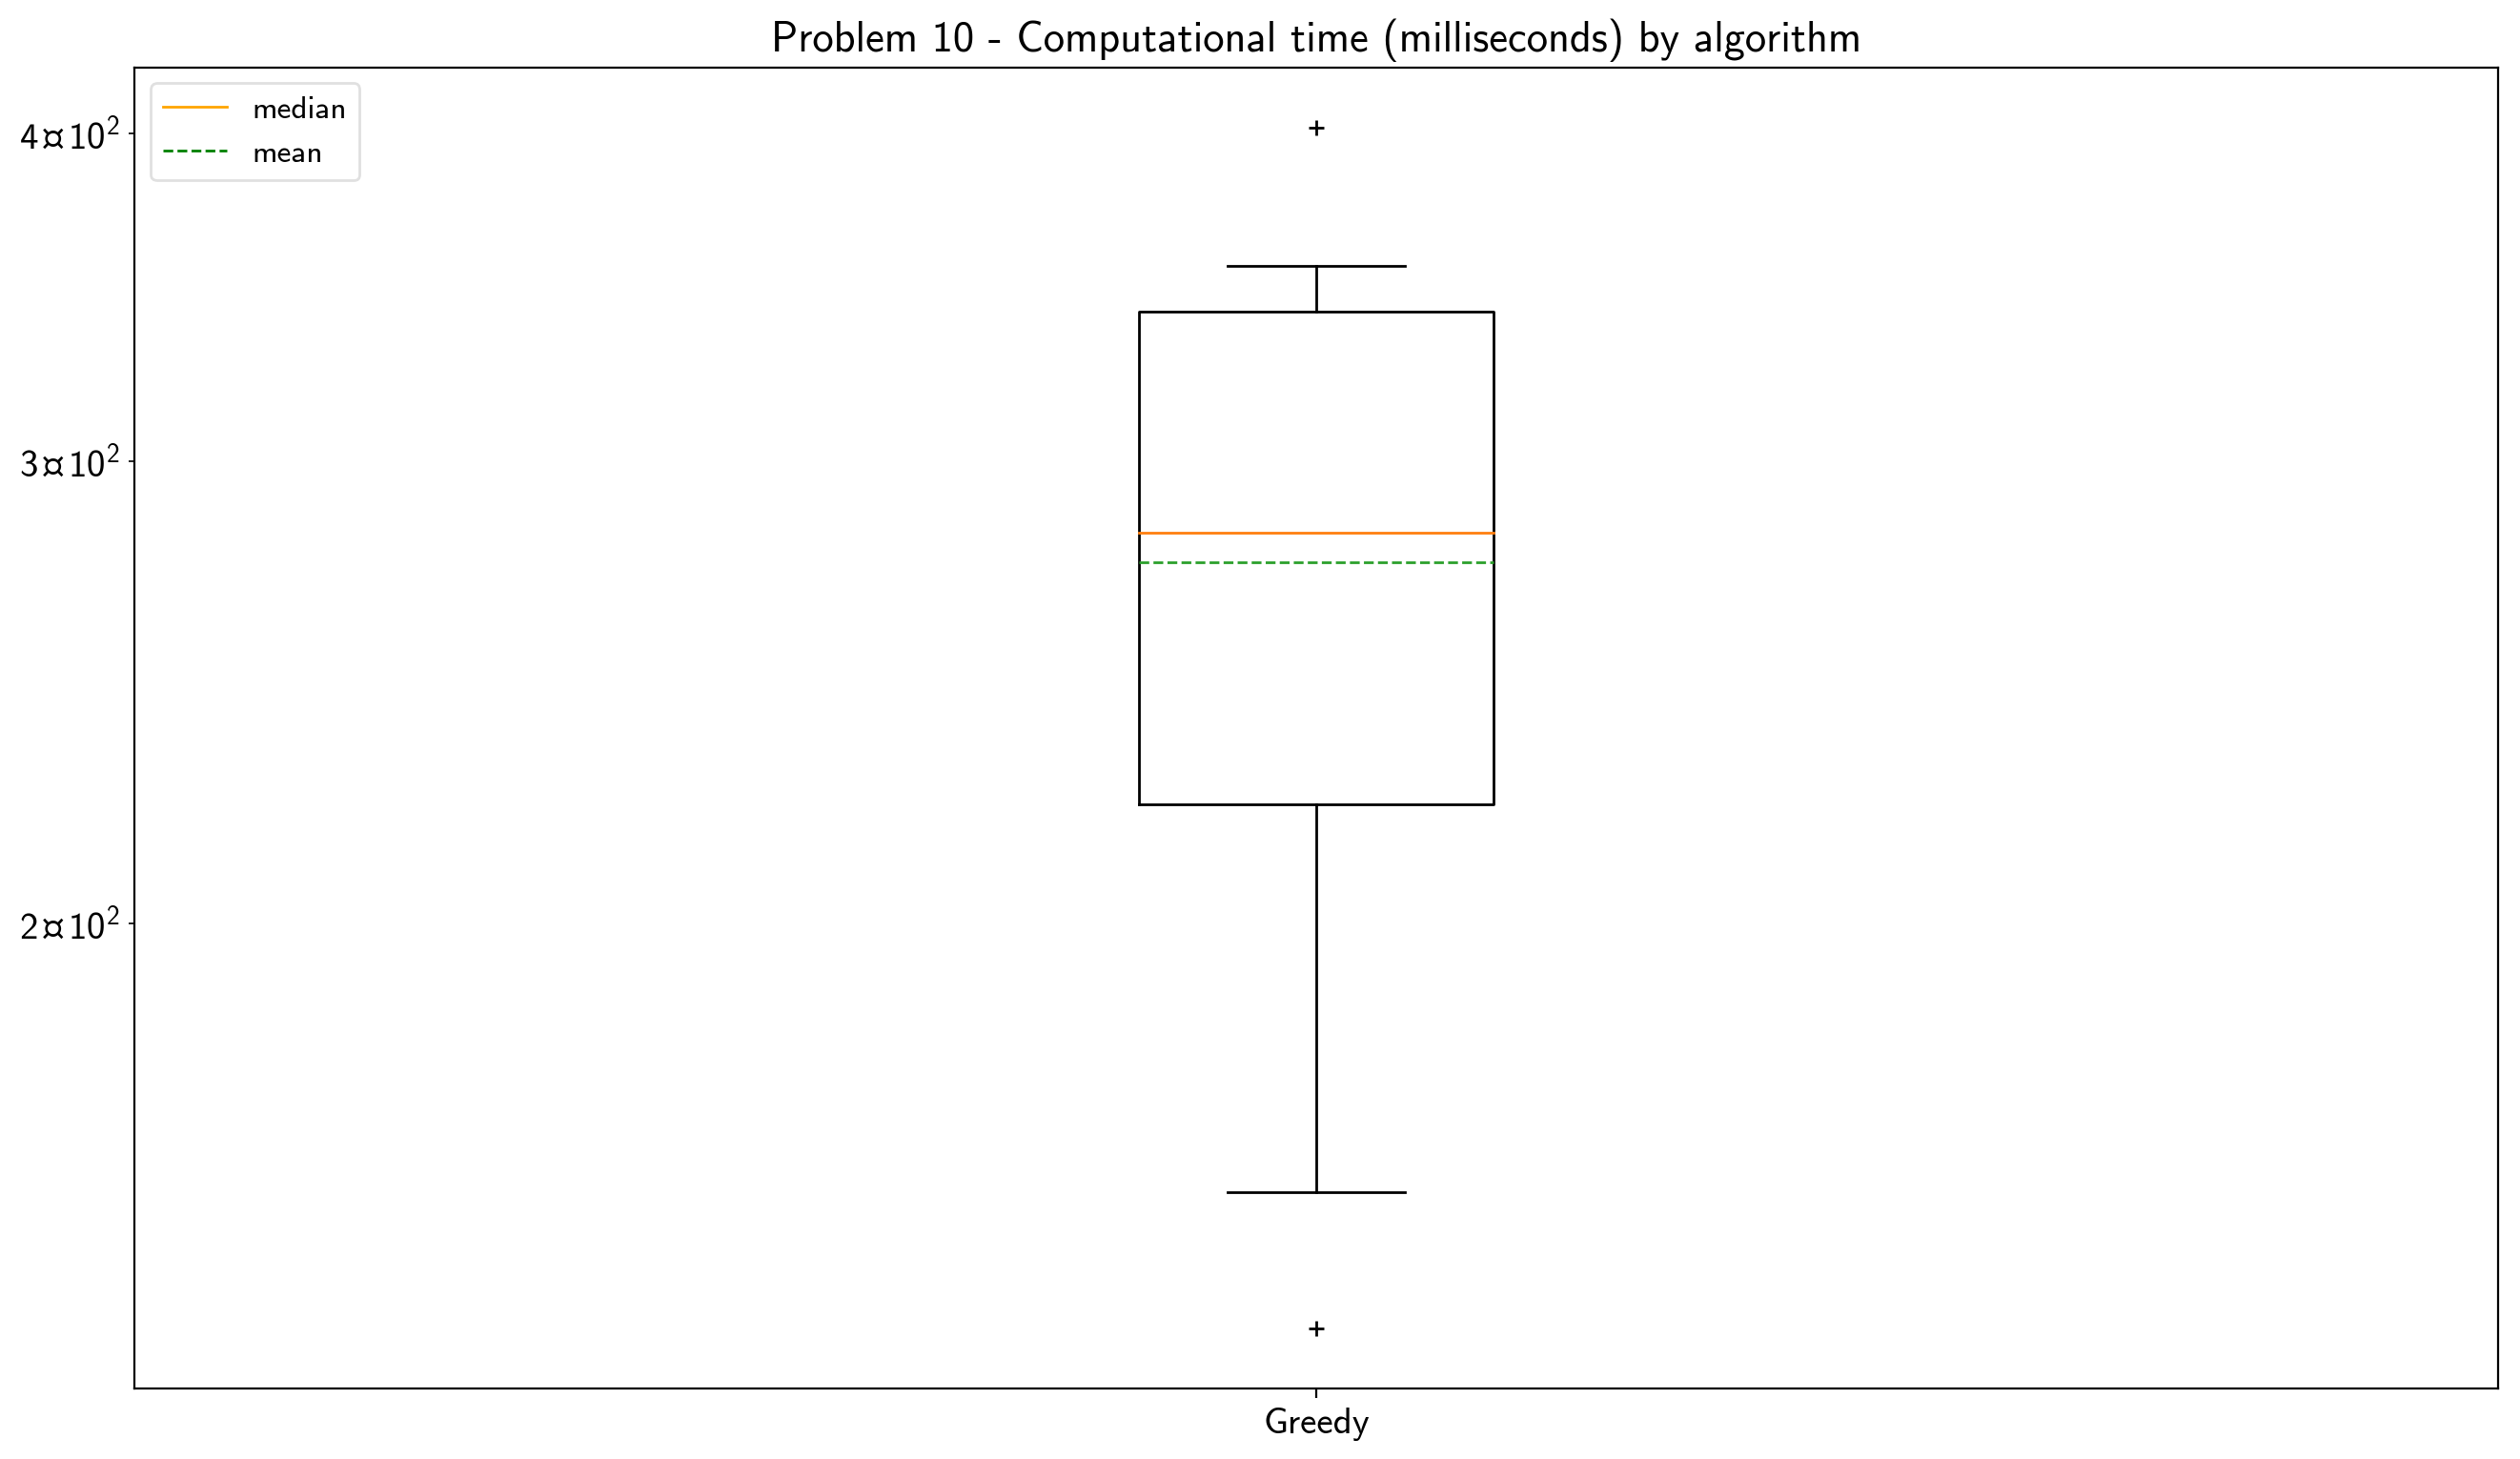 Problem 10 - Computational time (milliseconds) by algorithm
median
mean
4¤10²
3¤10²
2¤10²
Greedy